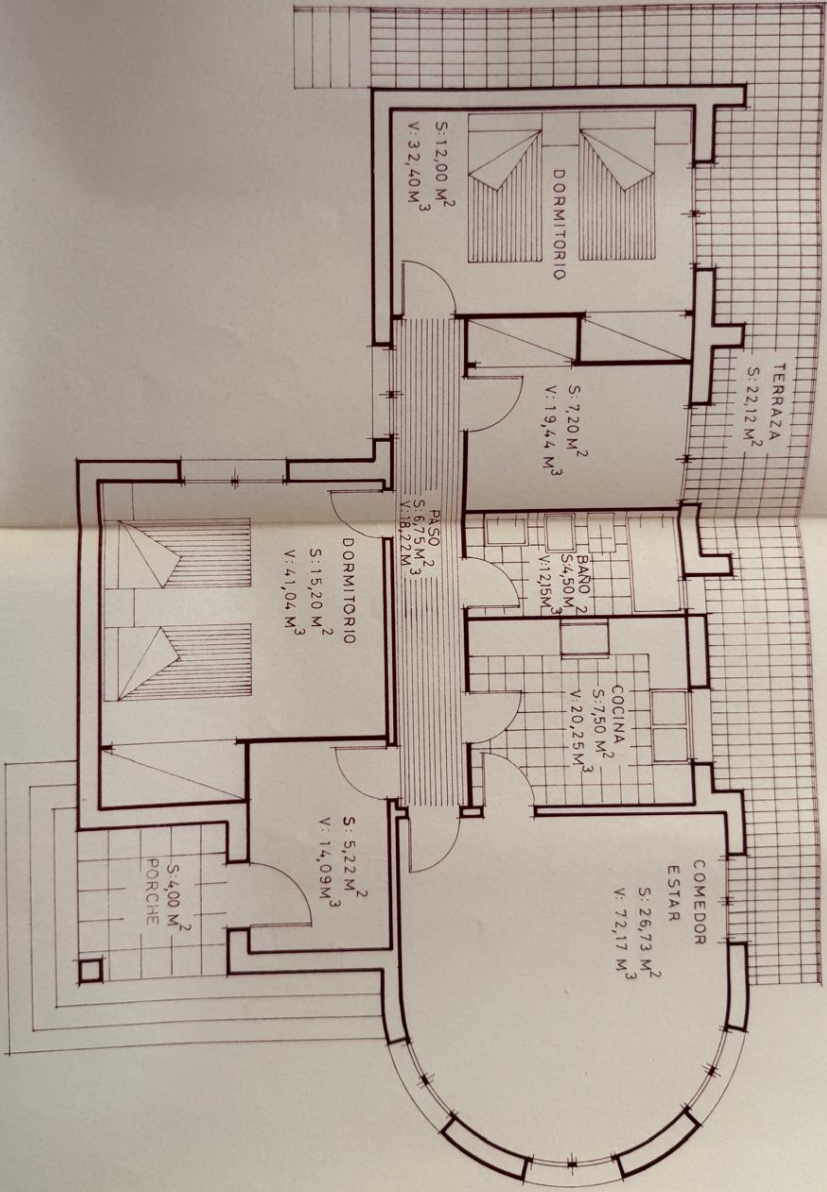 TERRAZA
S: 22,12 M²
DORMITORIO
S: 12,00 M²
V: 32,40 M³
S: 7,20 M²
V: 19,44 M³
BAÑO 2
S: 4,50 M²
V: 12,15 M³
COCINA
S: 7,50 M²
V: 20,25 M³
COMEDOR
ESTAR
S: 26,73 M²
V: 72,17 M³
PASO
S: 6,75 M²
V: 18,22 M³
DORMITORIO
S: 15,20 M²
V: 41,04 M³
S: 5,22 M²
V: 14,09 M³
S: 4,00 M²
PORCHE